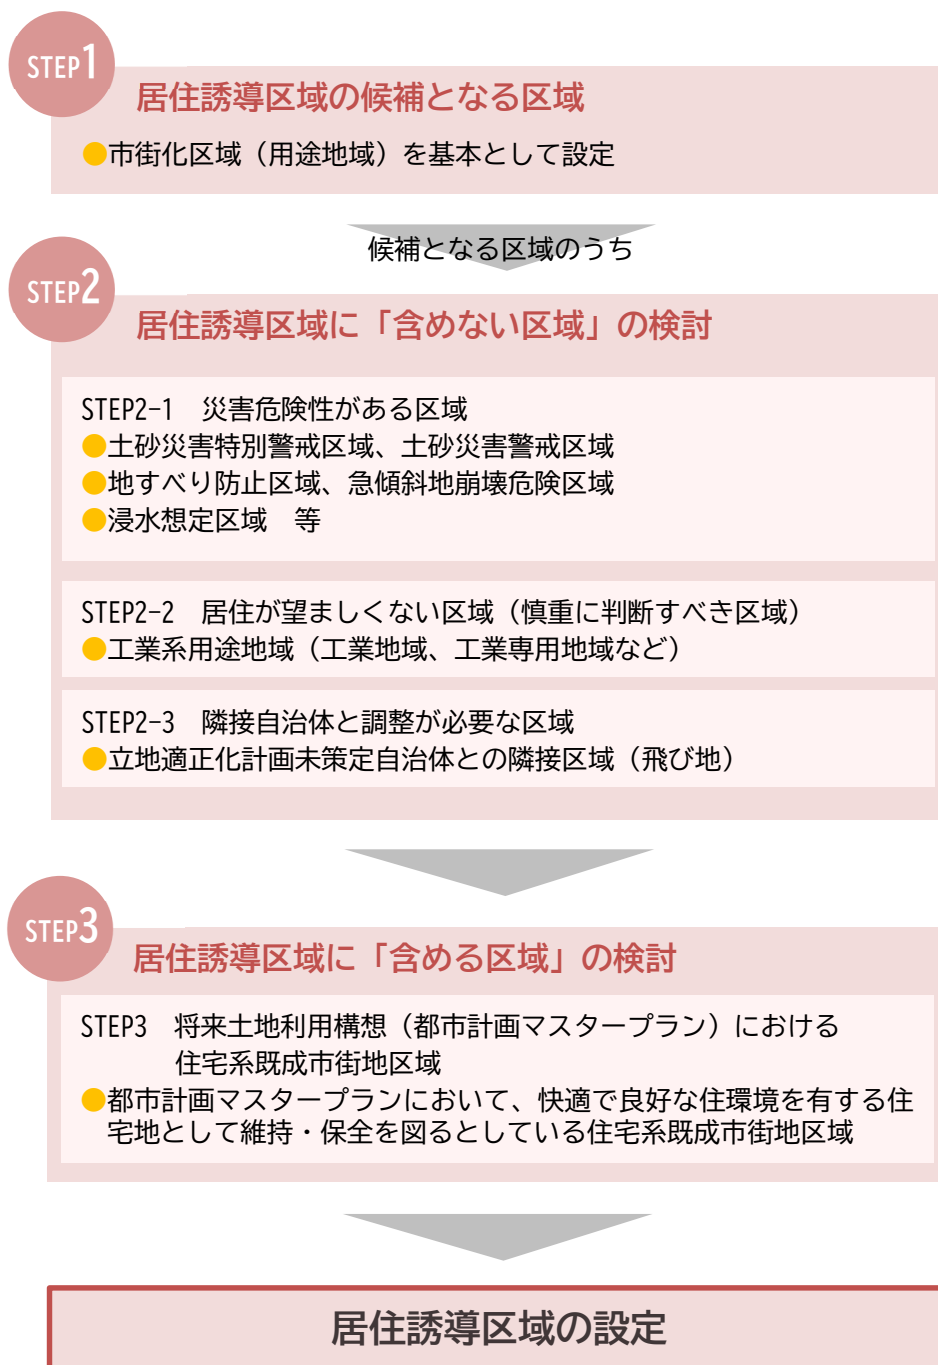 STEP1
居住誘導区域の候補となる区域
●市街化区域（用途地域）を基本として設定
候補となる区域のうち
STEP2
居住誘導区域に「含めない区域」の検討
STEP2-1　災害危険性がある区域
●土砂災害特別警戒区域、土砂災害警戒区域
●地すべり防止区域、急傾斜地崩壊危険区域
●浸水想定区域　等
STEP2-2　居住が望ましくない区域（慎重に判断すべき区域）
●工業系用途地域（工業地域、工業専用地域など）
STEP2-3　隣接自治体と調整が必要な区域
●立地適正化計画未策定自治体との隣接区域（飛び地）
STEP3
居住誘導区域に「含める区域」の検討
STEP3　将来土地利用構想（都市計画マスタープラン）における
住宅系既成市街地区域
●都市計画マスタープランにおいて、快適で良好な住環境を有する住
宅地として維持・保全を図るとしている住宅系既成市街地区域
居住誘導区域の設定